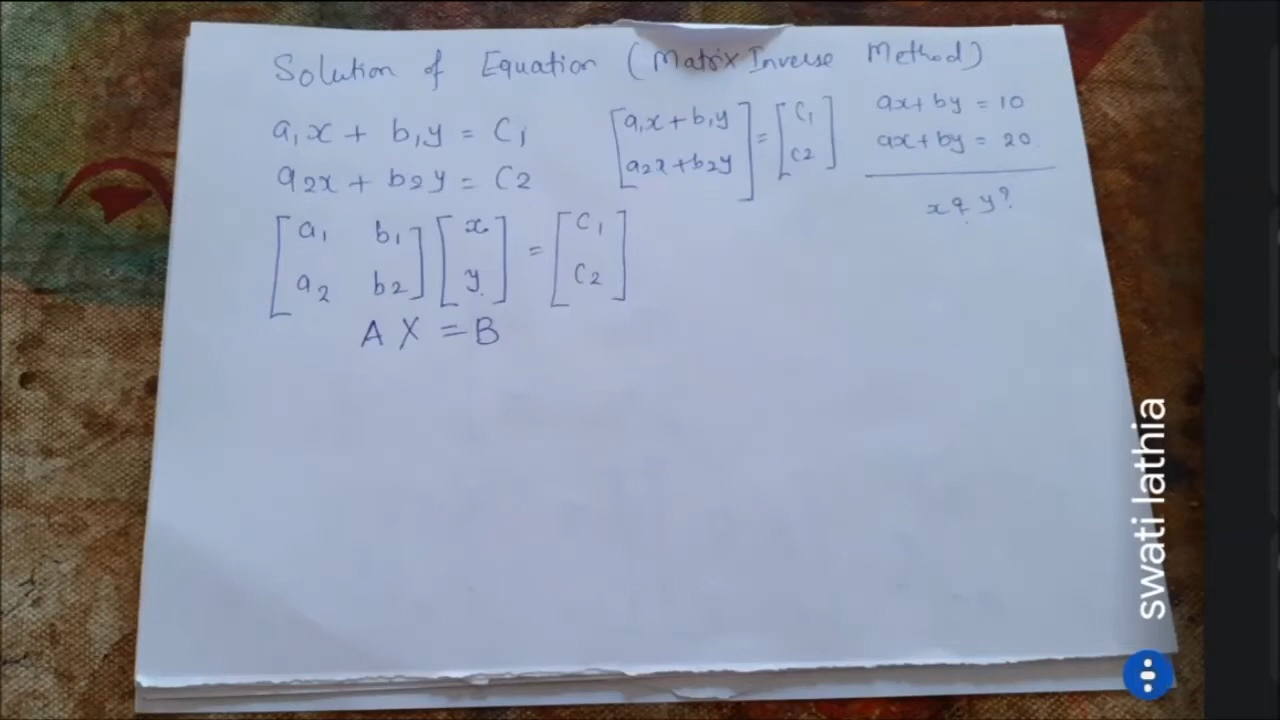 Solution of Equation (Matrix Inverse Method)
a₁x + b₁y = C₁
a₂x + b₂y = C₂
[a₁x + b₁y] = [C₁]
[a₂x + b₂y] [C₂]
ax + by = 10
ax + by = 20
x & y?
[a₁ b₁] [x] = [C₁]
[a₂ b₂] [y] [C₂]
A X = B
swati lathia